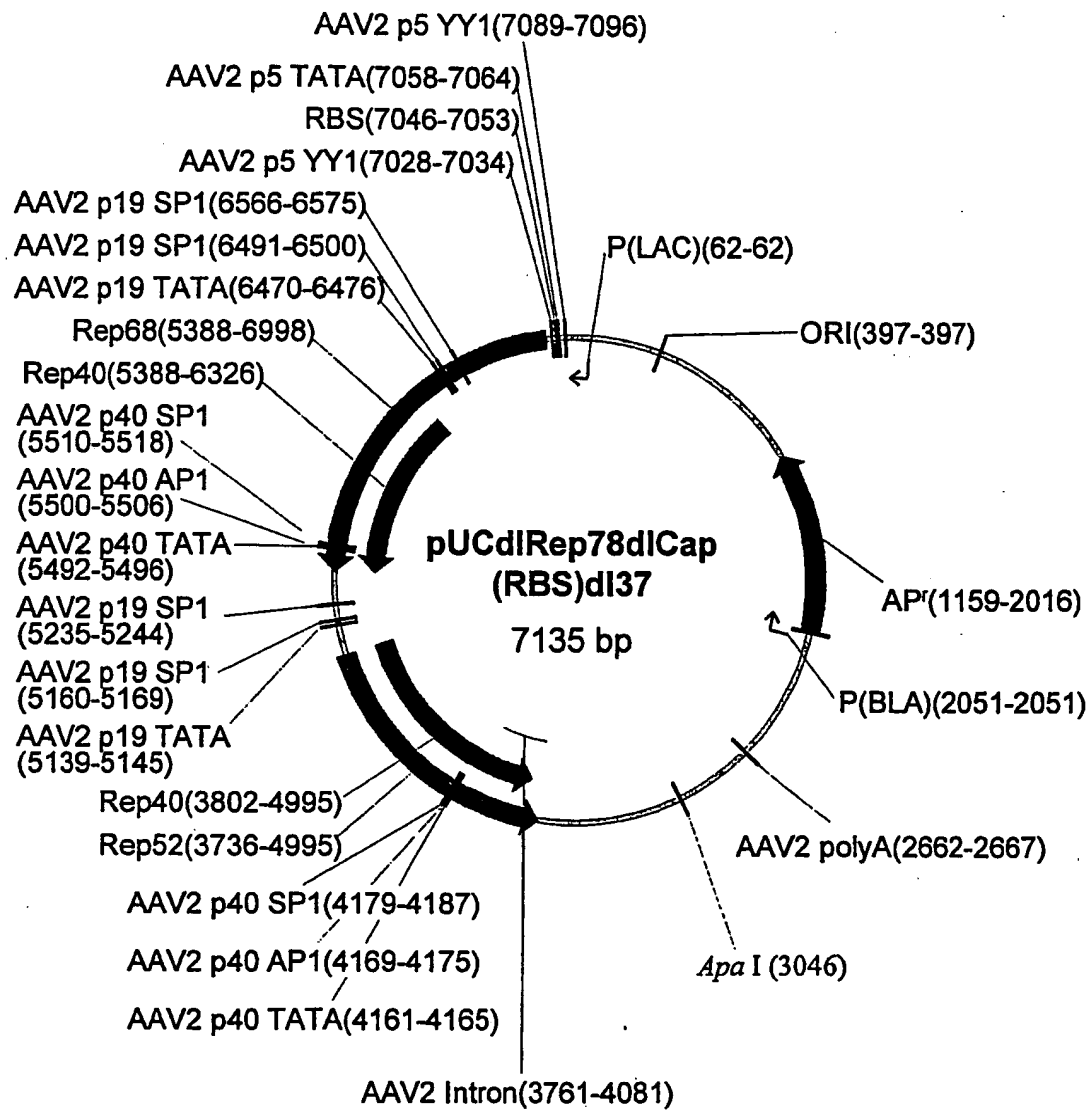 AAV2 p5 YY1(7089-7096)
AAV2 p5 TATA(7058-7064)
RBS(7046-7053)
AAV2 p5 YY1(7028-7034)
AAV2 p19 SP1(6566-6575)
AAV2 p19 SP1(6491-6500)
AAV2 p19 TATA(6470-6476)
Rep68(5388-6998)
Rep40(5388-6326)
AAV2 p40 SP1
(5510-5518)
AAV2 p40 AP1
(5500-5506)
AAV2 p40 TATA
(5492-5496)
AAV2 p19 SP1
(5235-5244)
AAV2 p19 SP1
(5160-5169)
AAV2 p19 TATA
(5139-5145)
Rep40(3802-4995)
Rep52(3736-4995)
AAV2 p40 SP1(4179-4187)
AAV2 p40 AP1(4169-4175)
AAV2 p40 TATA(4161-4165)
AAV2 Intron(3761-4081)
P(LAC)(62-62)
ORI(397-397)
APr(1159-2016)
P(BLA)(2051-2051)
AAV2 polyA(2662-2667)
Apa I (3046)
pUCdlRep78dlCap
(RBS)dl37
7135 bp